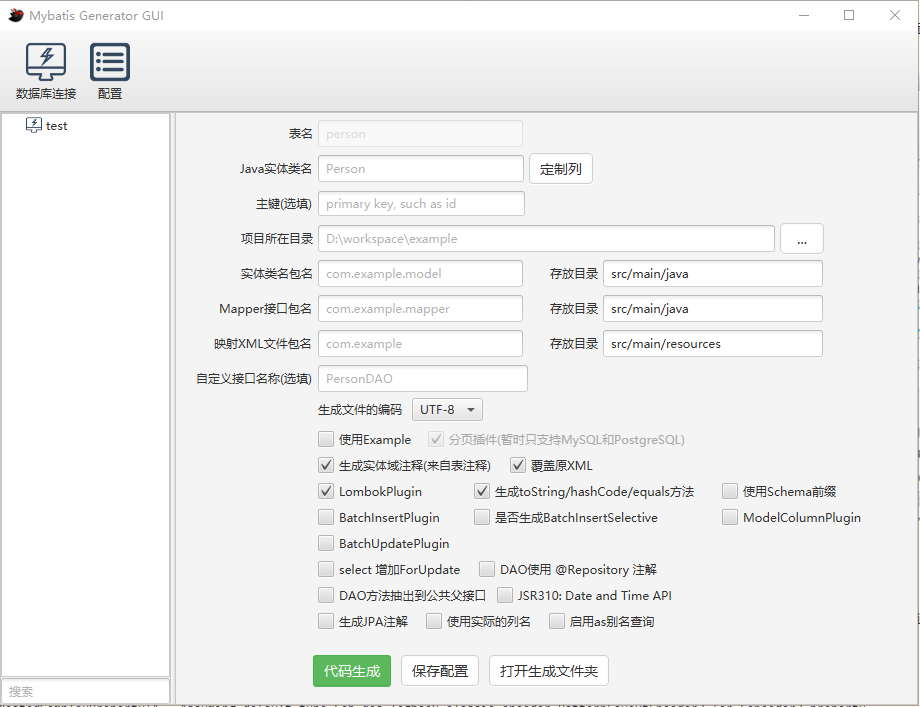 Mybatis Generator GUI
数据库连接 配置
test
表名 person
Java实体类名 Person 定制列
主键(选填) primary key, such as id
项目所在目录 D:\workspace\example ...
实体类名包名 com.example.model 存放目录 src/main/java
Mapper接口包名 com.example.mapper 存放目录 src/main/java
映射XML文件包名 com.example 存放目录 src/main/resources
自定义接口名称(选填) PersonDAO
生成文件的编码 UTF-8
使用Example 分页插件(暂时只支持MySQL和PostgreSQL)
生成实体域注释(来自表注释) 覆盖原XML
LombokPlugin 生成toString/hashCode/equals方法 使用Schema前缀
BatchInsertPlugin 是否生成BatchInsertSelective ModelColumnPlugin
BatchUpdatePlugin
select 增加ForUpdate DAO使用 @Repository 注解
DAO方法抽出到公共父接口 JSR310: Date and Time API
生成JPA注解 使用实际的列名 启用as别名查询
代码生成 保存配置 打开生成文件夹
搜索